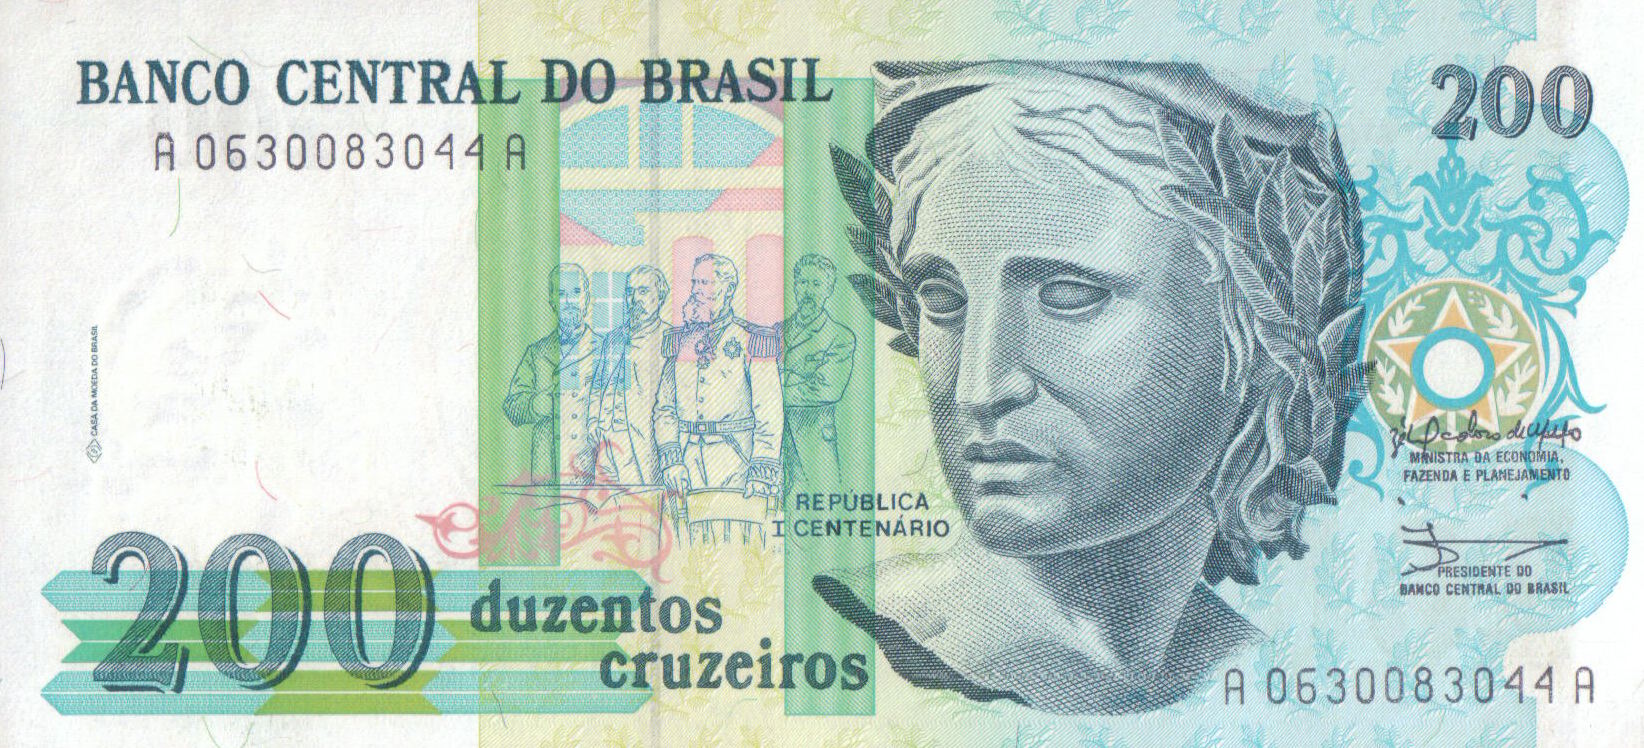 BANCO CENTRAL DO BRASIL
200
A 0630083044 A
CASA DA MOEDA DO BRASIL
MINISTRA DA ECONOMIA,
FAZENDA E PLANEJAMENTO
REPÚBLICA
I CENTENÁRIO
PRESIDENTE DO
BANCO CENTRAL DO BRASIL
200
duzentos
cruzeiros
A 0630083044 A